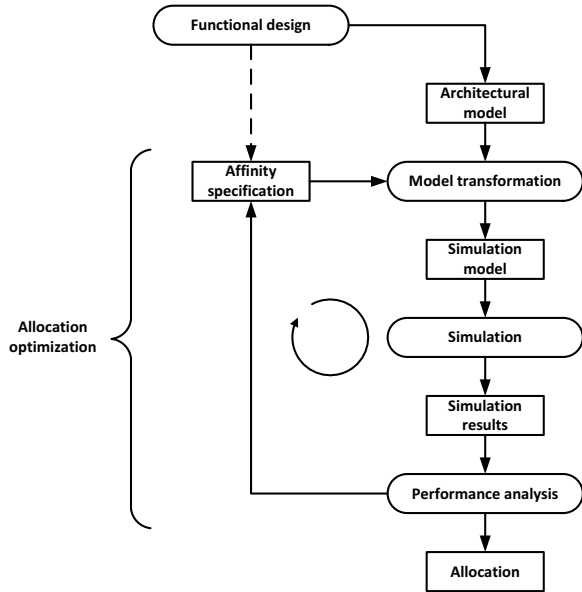 Functional design
Architectural
model
Affinity
specification
Model transformation
Simulation
model
Allocation
optimization
Simulation
Simulation
results
Performance analysis
Allocation